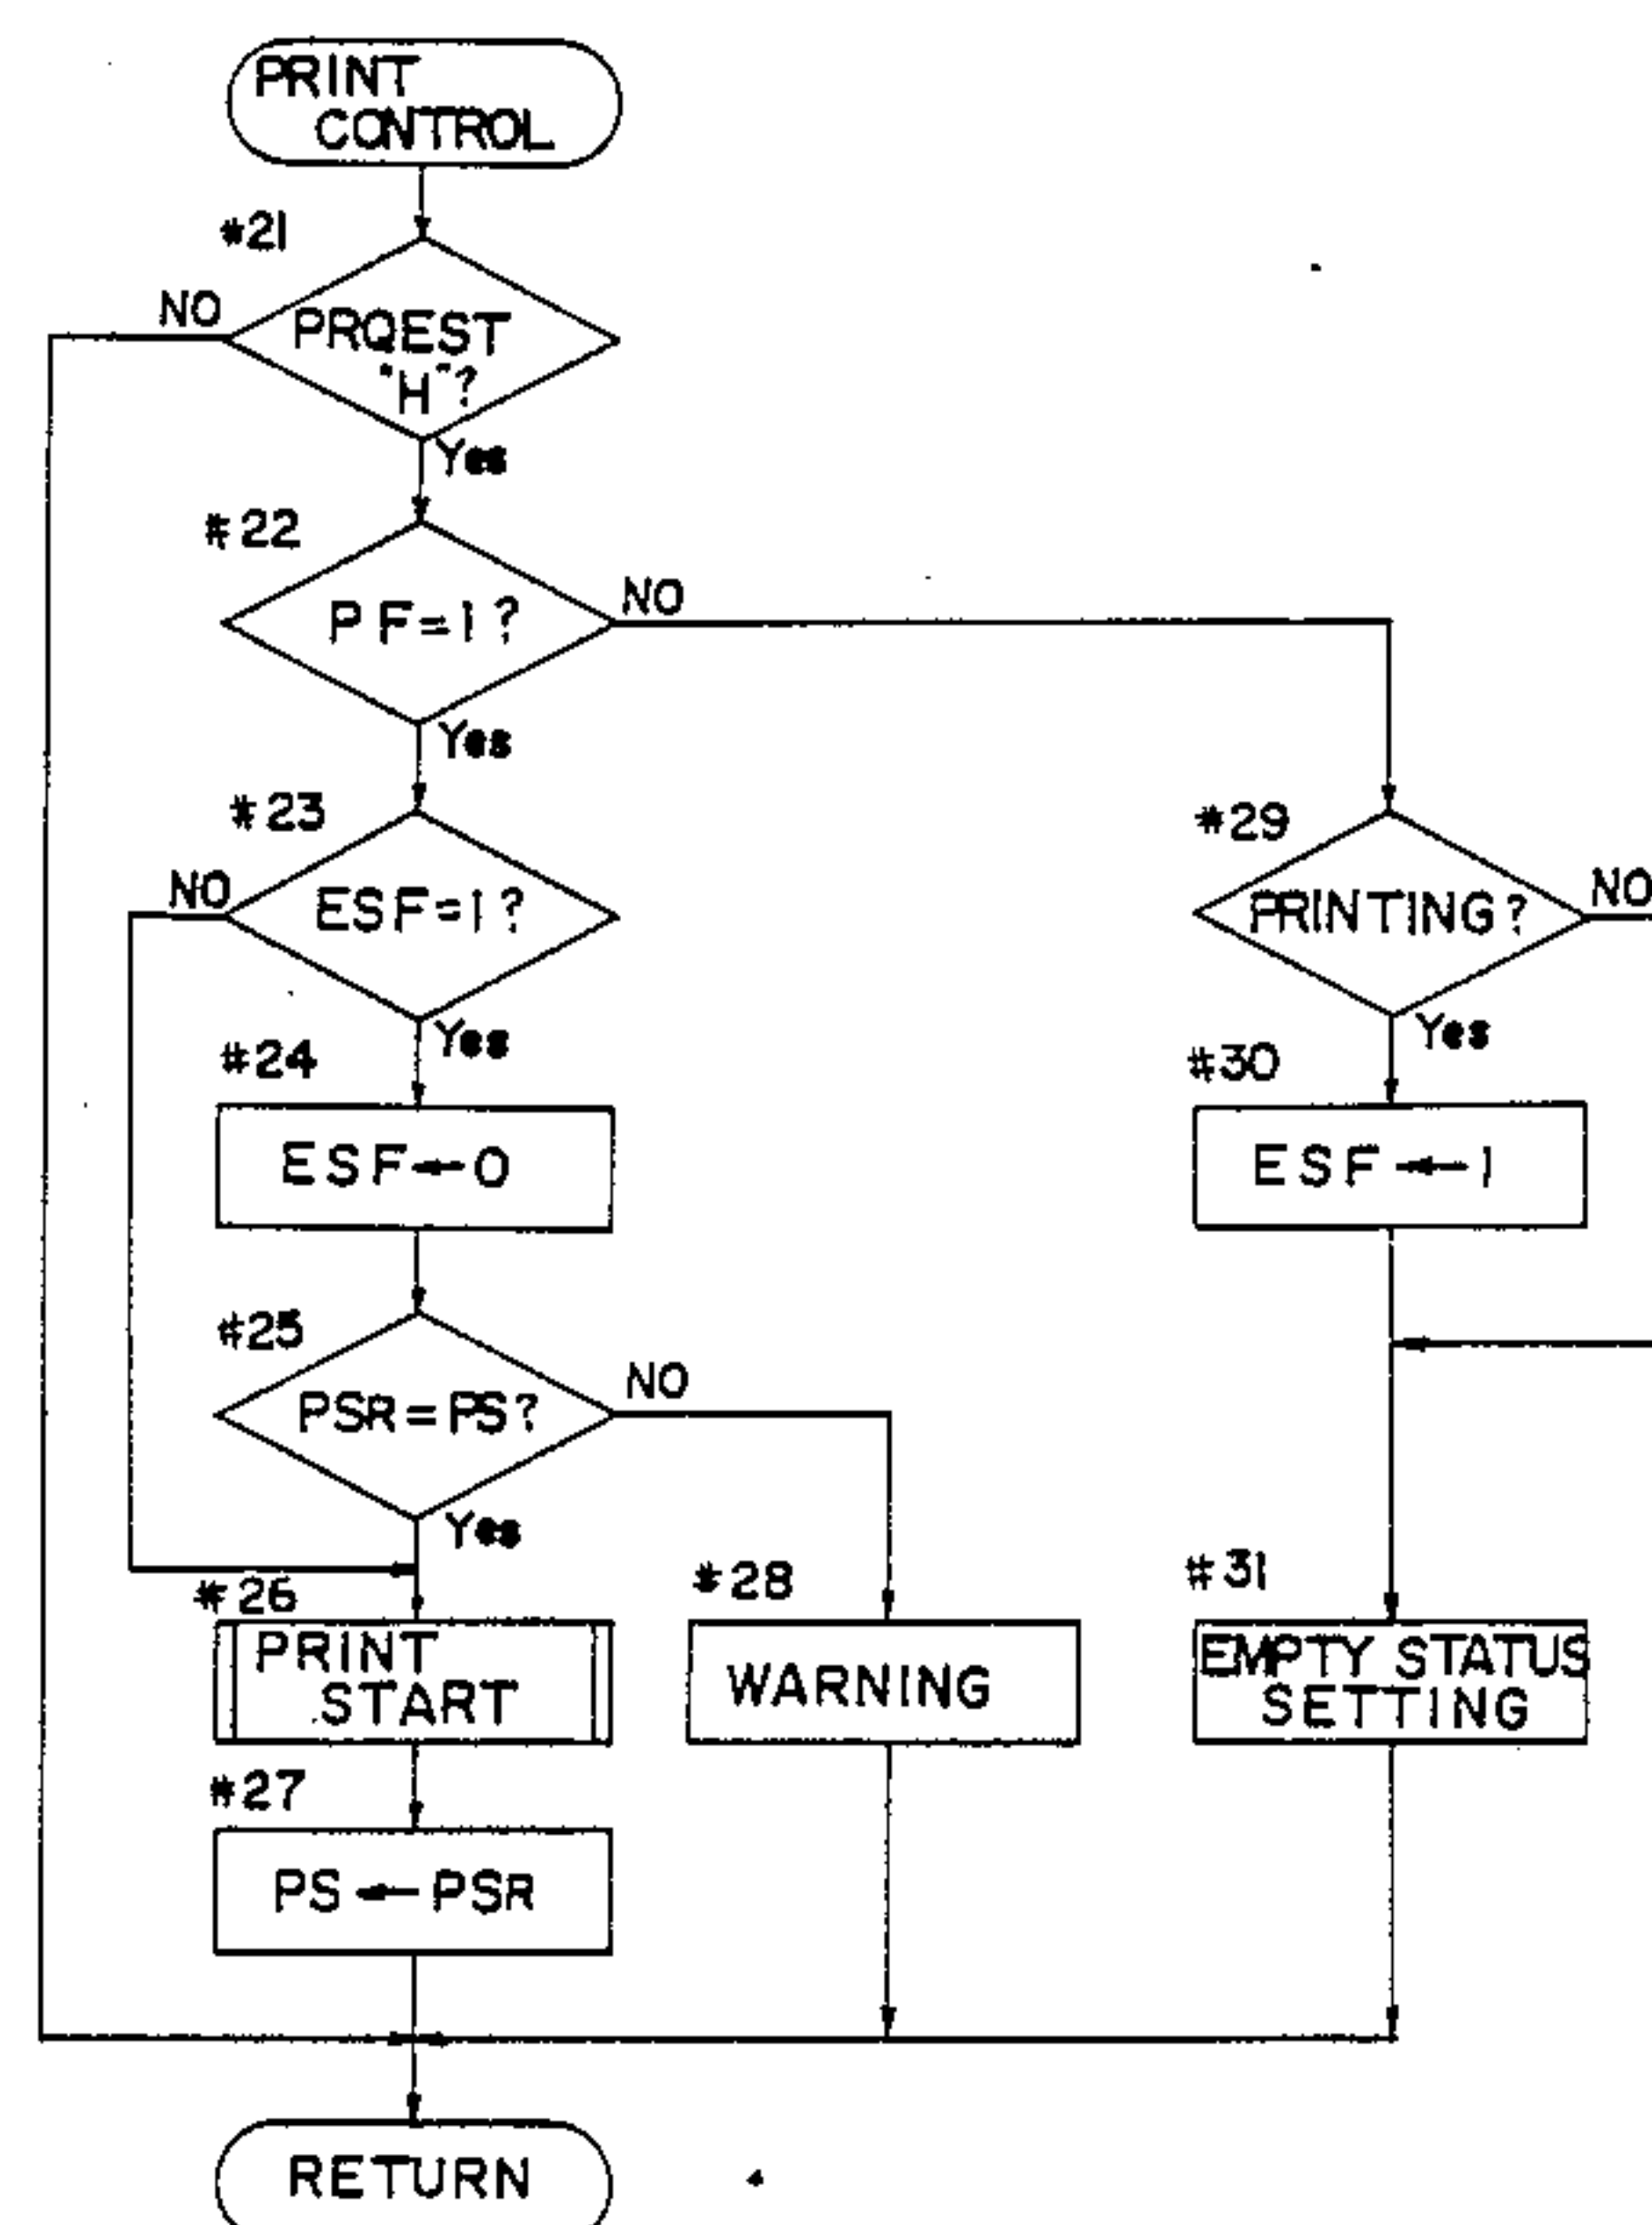 PRINT
CONTROL
#21
NO
PRQEST
"H"?
Yes
#22
PF=1?
NO
Yes
#23
NO
ESF=1?
Yes
#29
PRINTING?
NO
Yes
#24
ESF←0
#30
ESF←1
#25
PSR=PS?
NO
Yes
#26
PRINT
START
#28
WARNING
#31
EMPTY STATUS
SETTING
#27
PS←PSR
RETURN